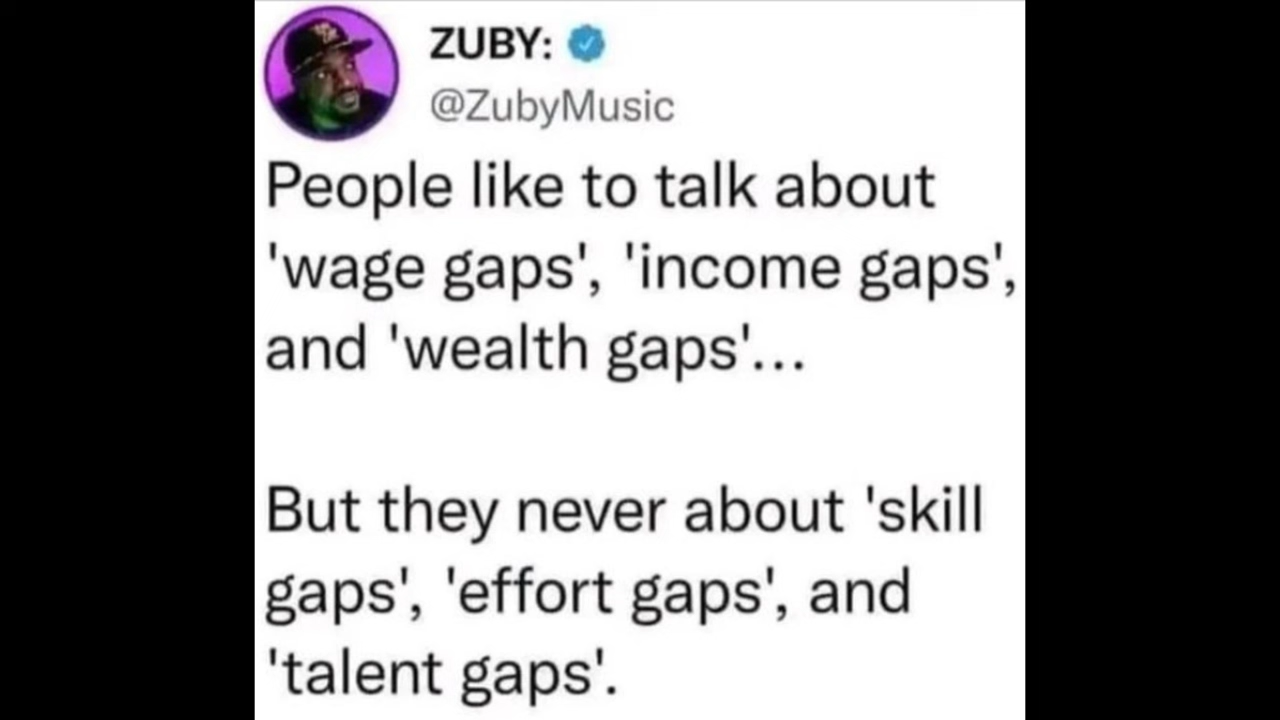 ZUBY:
@ZubyMusic
People like to talk about
'wage gaps', 'income gaps',
and 'wealth gaps'...
But they never about 'skill
gaps', 'effort gaps', and
'talent gaps'.